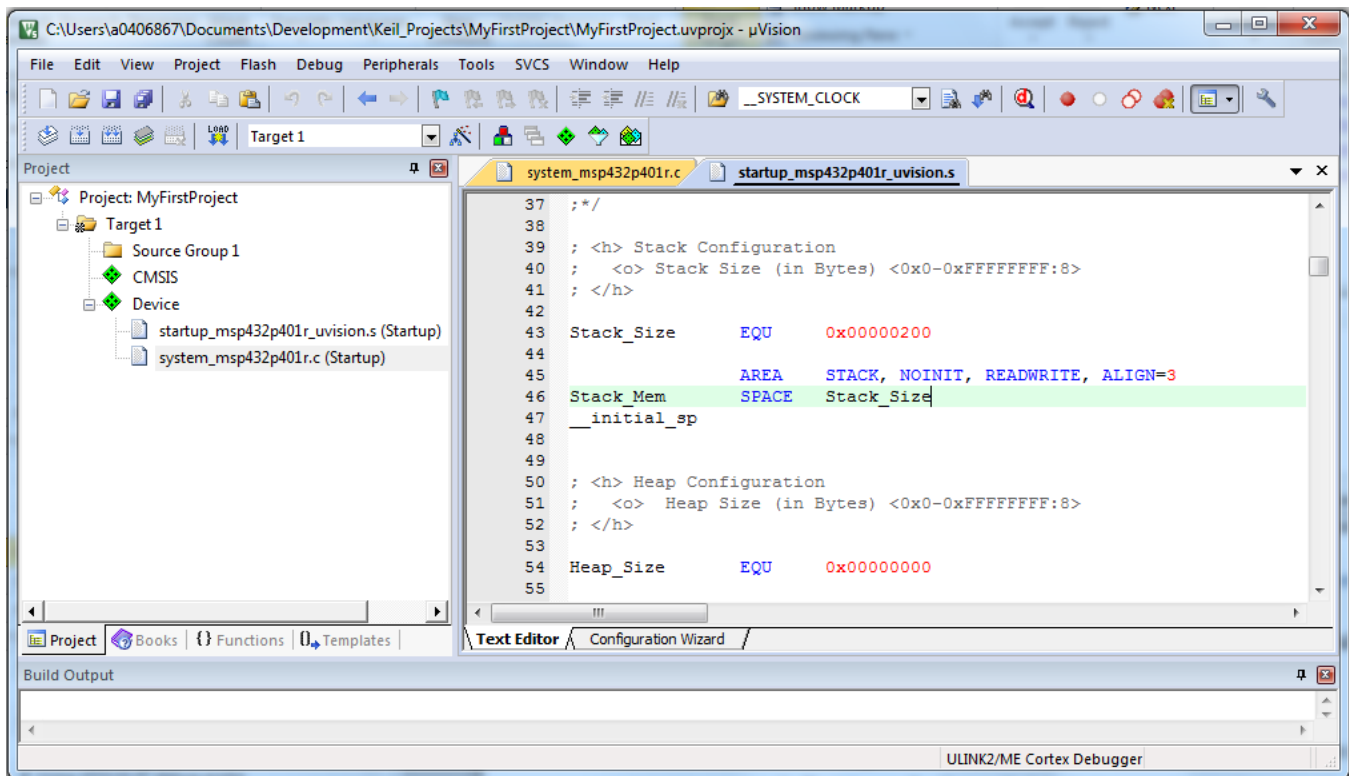 C:\Users\a0406867\Documents\Development\Keil_Projects\MyFirstProject\MyFirstProject.uvprojx - µVision
File Edit View Project Flash Debug Peripherals Tools SVCS Window Help
__SYSTEM_CLOCK
LOAD Target 1
Project
system_msp432p401r.c startup_msp432p401r_uvision.s
Project: MyFirstProject
Target 1
Source Group 1
CMSIS
Device
startup_msp432p401r_uvision.s (Startup)
system_msp432p401r.c (Startup)
37 ;*/
38
39 ; <h> Stack Configuration
40 ; <o> Stack Size (in Bytes) <0x0-0xFFFFFFFF:8>
41 ; </h>
42
43 Stack_Size EQU 0x00000200
44
45 AREA STACK, NOINIT, READWRITE, ALIGN=3
46 Stack_Mem SPACE Stack_Size
47 __initial_sp
48
49
50 ; <h> Heap Configuration
51 ; <o> Heap Size (in Bytes) <0x0-0xFFFFFFFF:8>
52 ; </h>
53
54 Heap_Size EQU 0x00000000
55
Project Books {} Functions 0 Templates
Text Editor Configuration Wizard
Build Output
ULINK2/ME Cortex Debugger